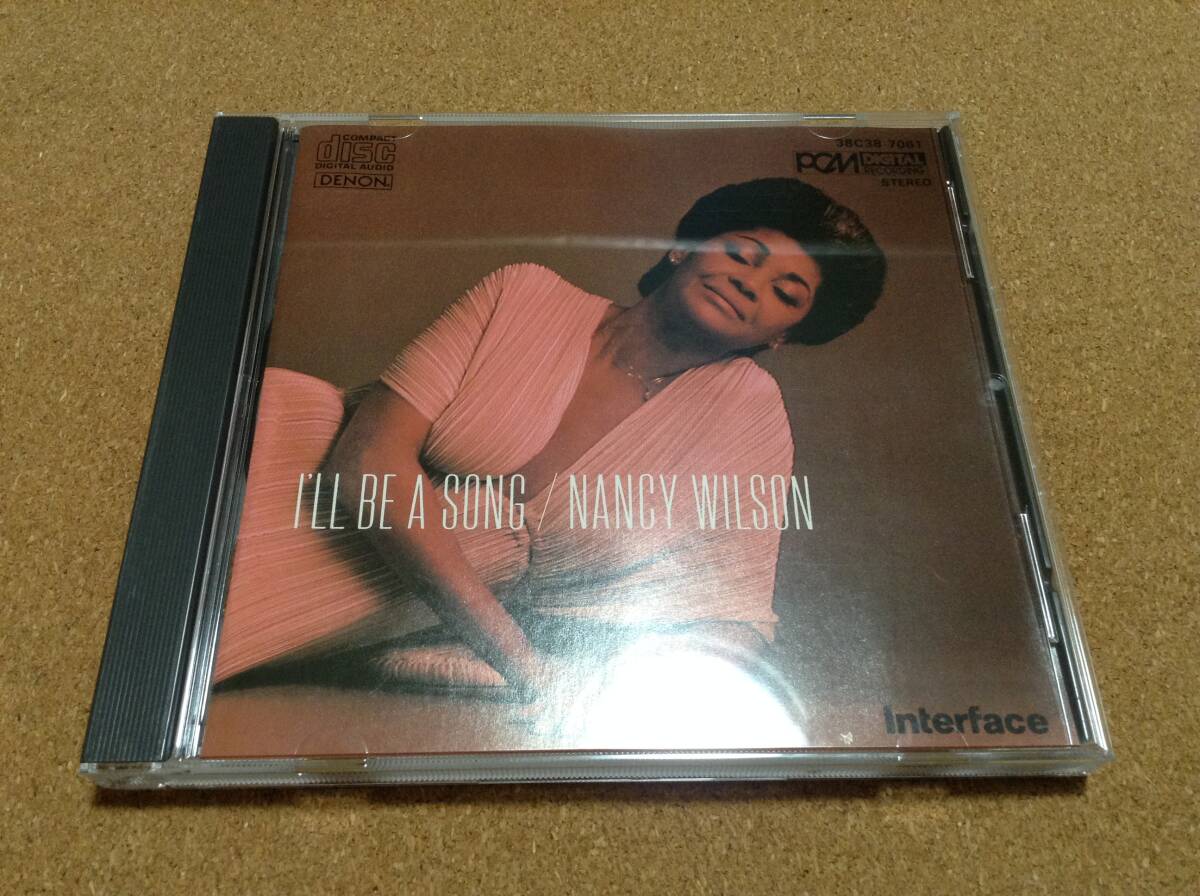 COMPACT
disc
DIGITAL AUDIO
DENON
38C38-7061
PCM DIGITAL
RECORDING
STEREO
I'LL BE A SONG / NANCY WILSON
Interface